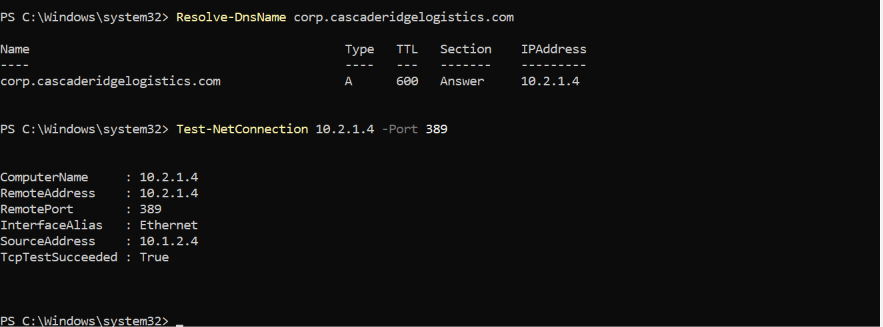 PS C:\Windows\system32> Resolve-DnsName corp.cascaderidgelogistics.com
Name Type TTL Section IPAddress
---- ---- --- ------- ---------
corp.cascaderidgelogistics.com A 600 Answer 10.2.1.4
PS C:\Windows\system32> Test-NetConnection 10.2.1.4 -Port 389
ComputerName : 10.2.1.4
RemoteAddress : 10.2.1.4
RemotePort : 389
InterfaceAlias : Ethernet
SourceAddress : 10.1.2.4
TcpTestSucceeded : True
PS C:\Windows\system32> _